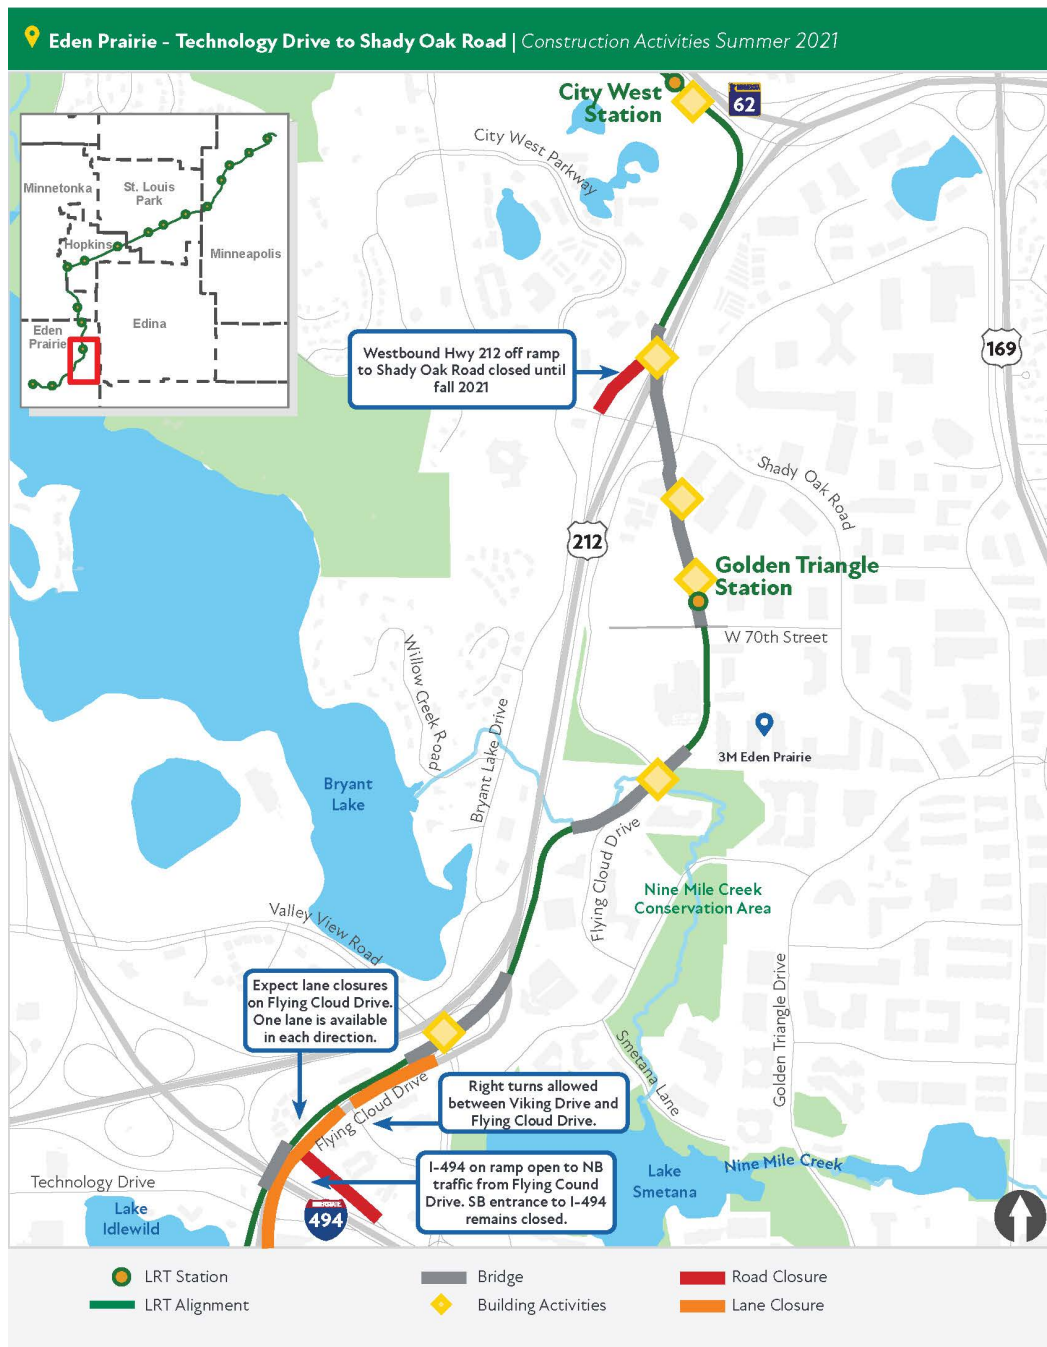 Eden Prairie - Technology Drive to Shady Oak Road | Construction Activities Summer 2021
City West
Station
62
City West Parkway
Minnetonka
St. Louis
Park
Hopkins
Minneapolis
Eden
Prairie
Edina
169
Westbound Hwy 212 off ramp
to Shady Oak Road closed until
fall 2021
Shady Oak Road
212
Golden Triangle
Station
W 70th Street
Willow Creek Road
Bryant Lake Drive
3M Eden Prairie
Bryant
Lake
Flying Cloud Drive
Nine Mile Creek
Conservation Area
Valley View Road
Golden Triangle Drive
Expect lane closures
on Flying Cloud Drive.
One lane is available
in each direction.
Smetana Lane
Flying Cloud Drive
Right turns allowed
between Viking Drive and
Flying Cloud Drive.
I-494 on ramp open to NB
traffic from Flying Cound
Drive. SB entrance to I-494
remains closed.
Technology Drive
Lake
Idlewild
494
Lake
Smetana
Nine Mile Creek
LRT Station
Bridge
Road Closure
LRT Alignment
Building Activities
Lane Closure